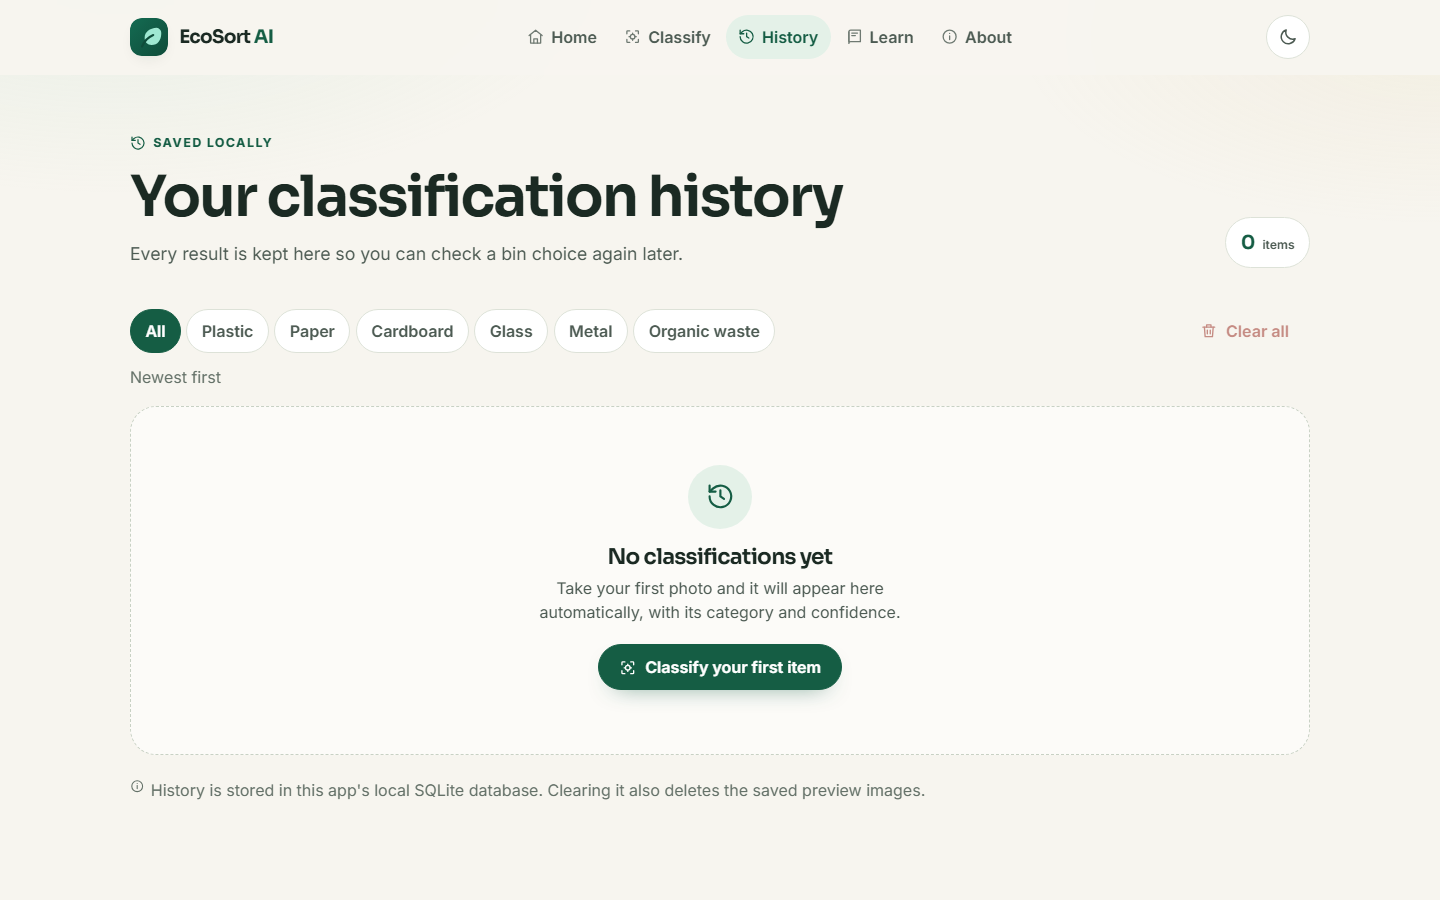 EcoSort AI
Home
Classify
History
Learn
About
SAVED LOCALLY
Your classification history
Every result is kept here so you can check a bin choice again later.
0 items
All
Plastic
Paper
Cardboard
Glass
Metal
Organic waste
Clear all
Newest first
No classifications yet
Take your first photo and it will appear here
automatically, with its category and confidence.
Classify your first item
History is stored in this app's local SQLite database. Clearing it also deletes the saved preview images.